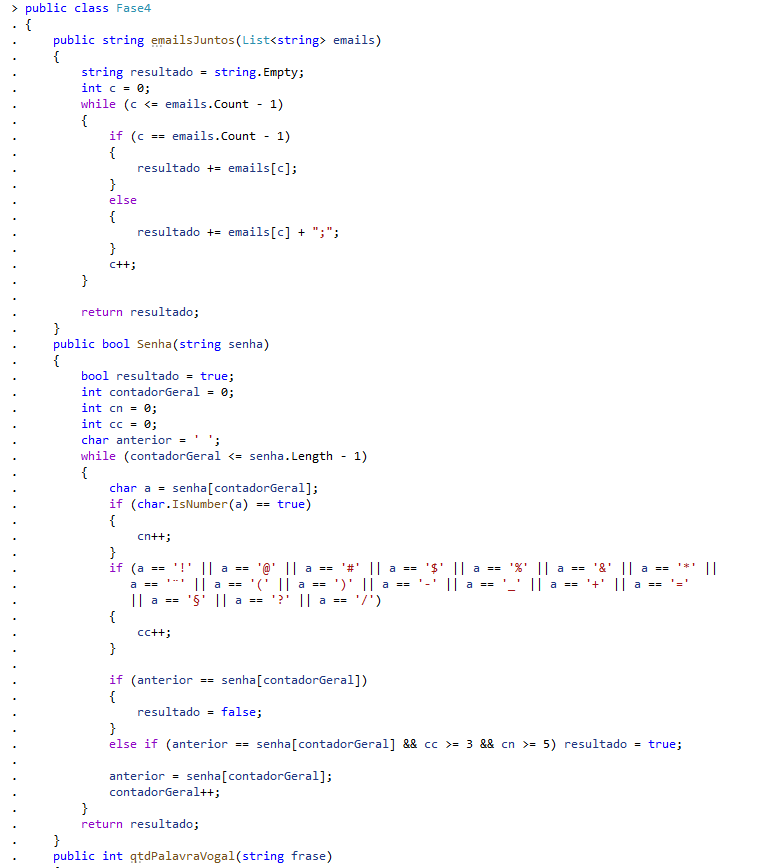 > public class Fase4
. {
.     public string emailsJuntos(List<string> emails)
.     {
.         string resultado = string.Empty;
.         int c = 0;
.         while (c <= emails.Count - 1)
.         {
.             if (c == emails.Count - 1)
.             {
.                 resultado += emails[c];
.             }
.             else
.             {
.                 resultado += emails[c] + ";";
.             }
.             c++;
.         }
.
.         return resultado;
.     }
.     public bool Senha(string senha)
.     {
.         bool resultado = true;
.         int contadorGeral = 0;
.         int cn = 0;
.         int cc = 0;
.         char anterior = ' ';
.         while (contadorGeral <= senha.Length - 1)
.         {
.             char a = senha[contadorGeral];
.             if (char.IsNumber(a) == true)
.             {
.                 cn++;
.             }
.             if (a == '!' || a == '@' || a == '#' || a == '$' || a == '%' || a == '&' || a == '*' ||
.                a == '¨' || a == '(' || a == ')' || a == '-' || a == '_' || a == '+' || a == '='
.                || a == '§' || a == '?' || a == '/')
.             {
.                 cc++;
.             }
.
.             if (anterior == senha[contadorGeral])
.             {
.                 resultado = false;
.             }
.             else if (anterior == senha[contadorGeral] && cc >= 3 && cn >= 5) resultado = true;
.
.             anterior = senha[contadorGeral];
.             contadorGeral++;
.         }
.         return resultado;
.     }
.     public int qtdPalavraVogal(string frase)